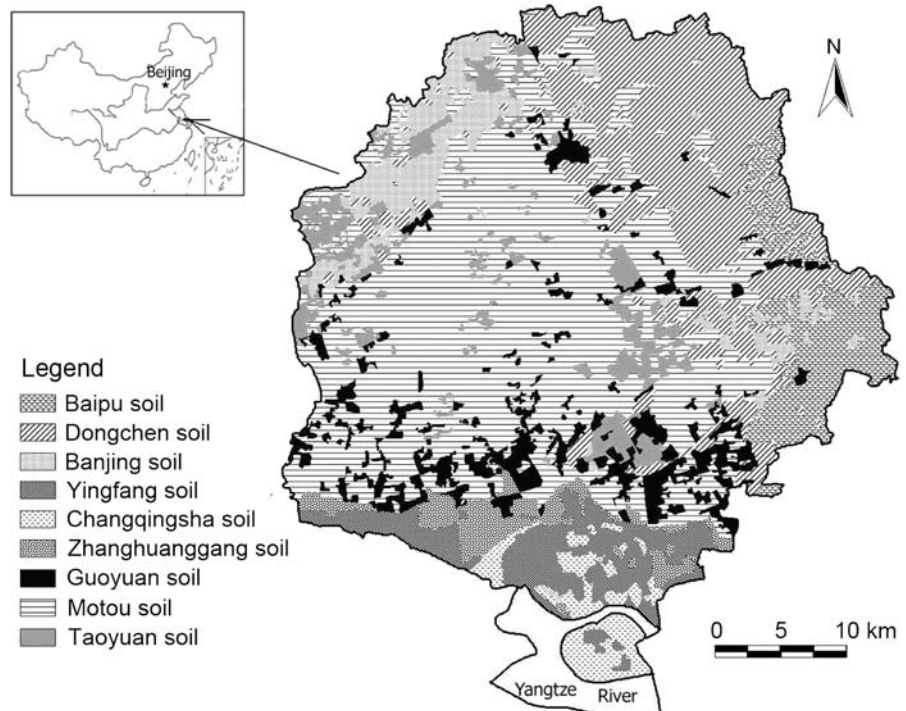 Beijing
N
Legend
Baipu soil
Dongchen soil
Banjing soil
Yingfang soil
Changqingsha soil
Zhanghuanggang soil
Guoyuan soil
Motou soil
Taoyuan soil
0 5 10 km
Yangtze River